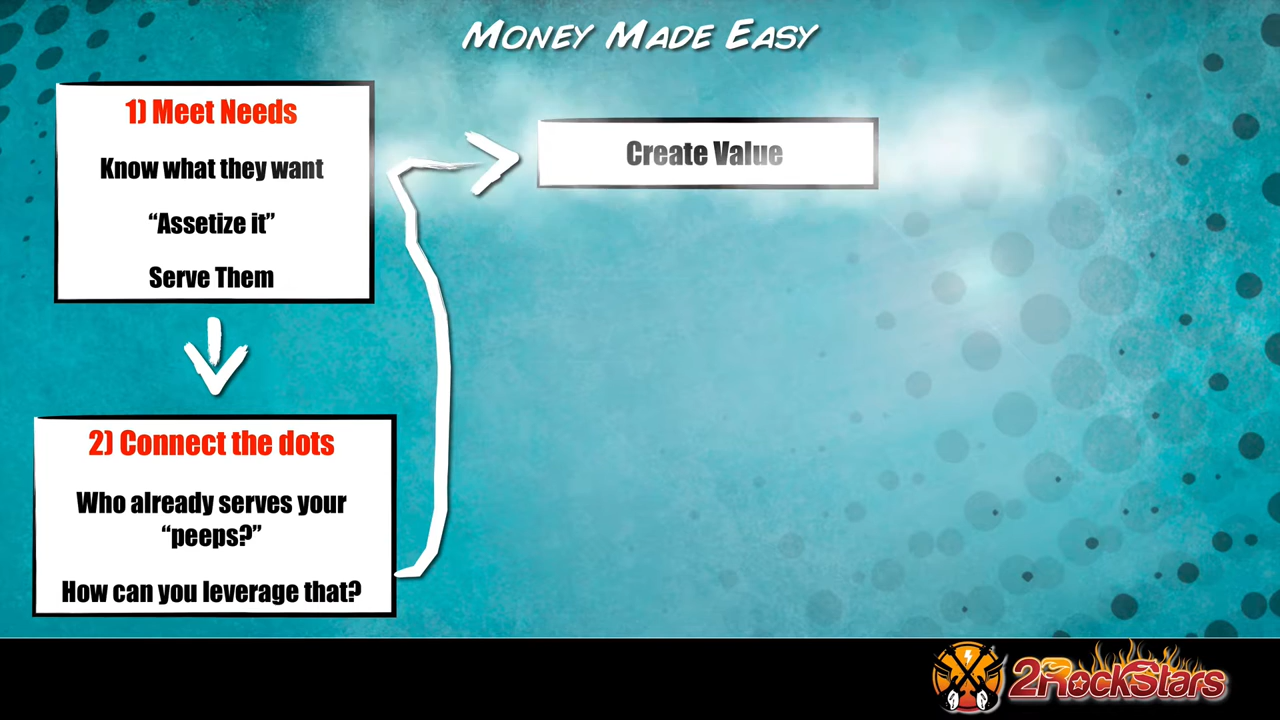 Money Made Easy
1) Meet Needs
Know what they want
“Assetize it”
Serve Them
2) Connect the dots
Who already serves your
“peeps?”
How can you leverage that?
Create Value
2RockStars